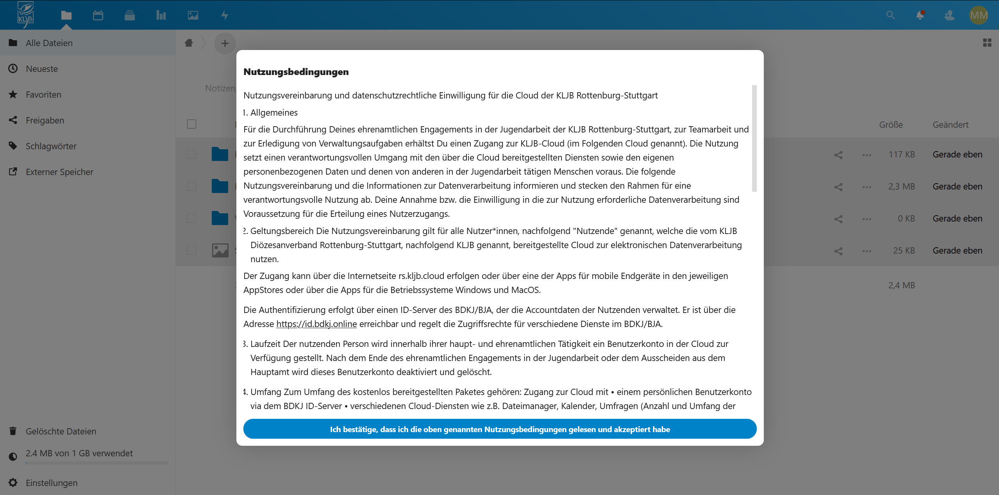 KLJB
MM
Alle Dateien
Neueste
Favoriten
Freigaben
Schlagwörter
Externer Speicher
Gelöschte Dateien
2.4 MB von 1 GB verwendet
Einstellungen
Größe
Geändert
117 KB
Gerade eben
2,3 MB
Gerade eben
0 KB
Gerade eben
25 KB
Gerade eben
2,4 MB
Nutzungsbedingungen
Nutzungsvereinbarung und datenschutzrechtliche Einwilligung für die Cloud der KLJB Rottenburg-Stuttgart
1. Allgemeines
Für die Durchführung Deines ehrenamtlichen Engagements in der Jugendarbeit der KLJB Rottenburg-Stuttgart, zur Teamarbeit und
zur Erledigung von Verwaltungsaufgaben erhältst Du einen Zugang zur KLJB-Cloud (im Folgenden Cloud genannt). Die Nutzung
setzt einen verantwortungsvollen Umgang mit den über die Cloud bereitgestellten Diensten sowie den eigenen
personenbezogenen Daten und denen von anderen in der Jugendarbeit tätigen Menschen voraus. Die folgende
Nutzungsvereinbarung und die Informationen zur Datenverarbeitung informieren und stecken den Rahmen für eine
verantwortungsvolle Nutzung ab. Deine Annahme bzw. die Einwilligung in die zur Nutzung erforderliche Datenverarbeitung sind
Voraussetzung für die Erteilung eines Nutzerzugangs.
2. Geltungsbereich Die Nutzungsvereinbarung gilt für alle Nutzer*innen, nachfolgend "Nutzende" genannt, welche die vom KLJB
Diözesanverband Rottenburg-Stuttgart, nachfolgend KLJB genannt, bereitgestellte Cloud zur elektronischen Datenverarbeitung
nutzen.
Der Zugang kann über die Internetseite rs.kljb.cloud erfolgen oder über eine der Apps für mobile Endgeräte in den jeweiligen
AppStores oder über die Apps für die Betriebssysteme Windows und MacOS.
Die Authentifizierung erfolgt über einen ID-Server des BDKJ/BJA, der die Accountdaten der Nutzenden verwaltet. Er ist über die
Adresse https://id.bdkj.online erreichbar und regelt die Zugriffsrechte für verschiedene Dienste im BDKJ/BJA.
3. Laufzeit Der nutzenden Person wird innerhalb ihrer haupt- und ehrenamtlichen Tätigkeit ein Benutzerkonto in der Cloud zur
Verfügung gestellt. Nach dem Ende des ehrenamtlichen Engagements in der Jugendarbeit oder dem Ausscheiden aus dem
Hauptamt wird dieses Benutzerkonto deaktiviert und gelöscht.
4. Umfang Zum Umfang des kostenlos bereitgestellten Paketes gehören: Zugang zur Cloud mit • einem persönlichen Benutzerkonto
via dem BDKJ ID-Server • verschiedenen Cloud-Diensten wie z.B. Dateimanager, Kalender, Umfragen (Anzahl und Umfang der
Ich bestätige, dass ich die oben genannten Nutzungsbedingungen gelesen und akzeptiert habe
Notizen,